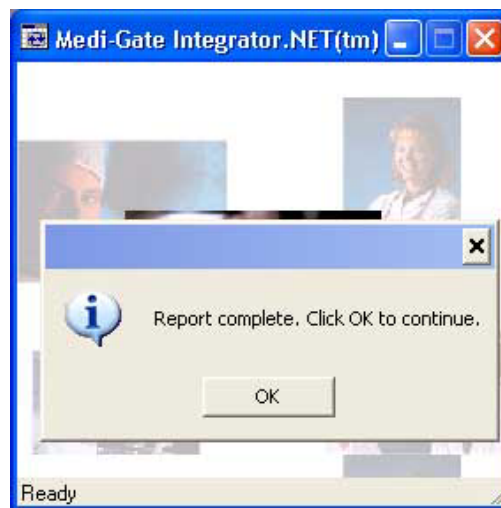 Medi-Gate Integrator.NET(tm)
Report complete. Click OK to continue.
OK
Ready